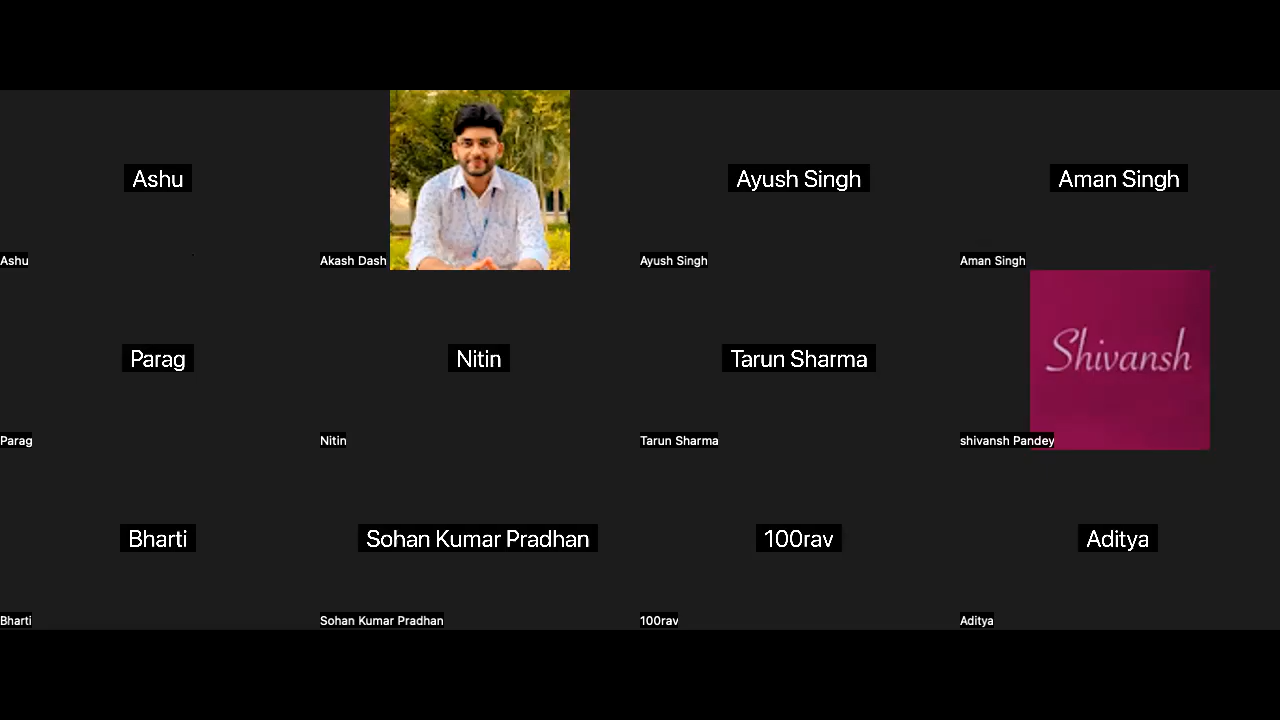 Ashu
Ayush Singh
Aman Singh
Ashu
Akash Dash
Ayush Singh
Aman Singh
Parag
Nitin
Tarun Sharma
Shivansh
Parag
Nitin
Tarun Sharma
shivansh Pandey
Bharti
Sohan Kumar Pradhan
100rav
Aditya
Bharti
Sohan Kumar Pradhan
100rav
Aditya